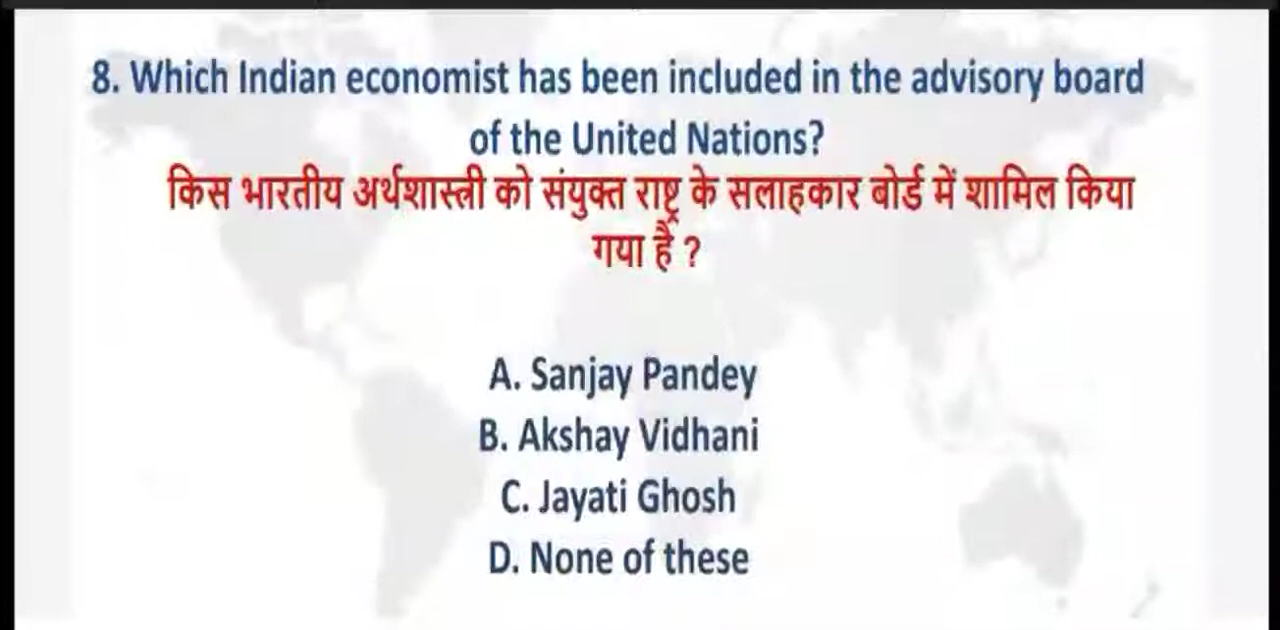 8. Which Indian economist has been included in the advisory board
of the United Nations?
किस भारतीय अर्थशास्त्री को संयुक्त राष्ट्र के सलाहकार बोर्ड में शामिल किया
गया है ?
A. Sanjay Pandey
B. Akshay Vidhani
C. Jayati Ghosh
D. None of these